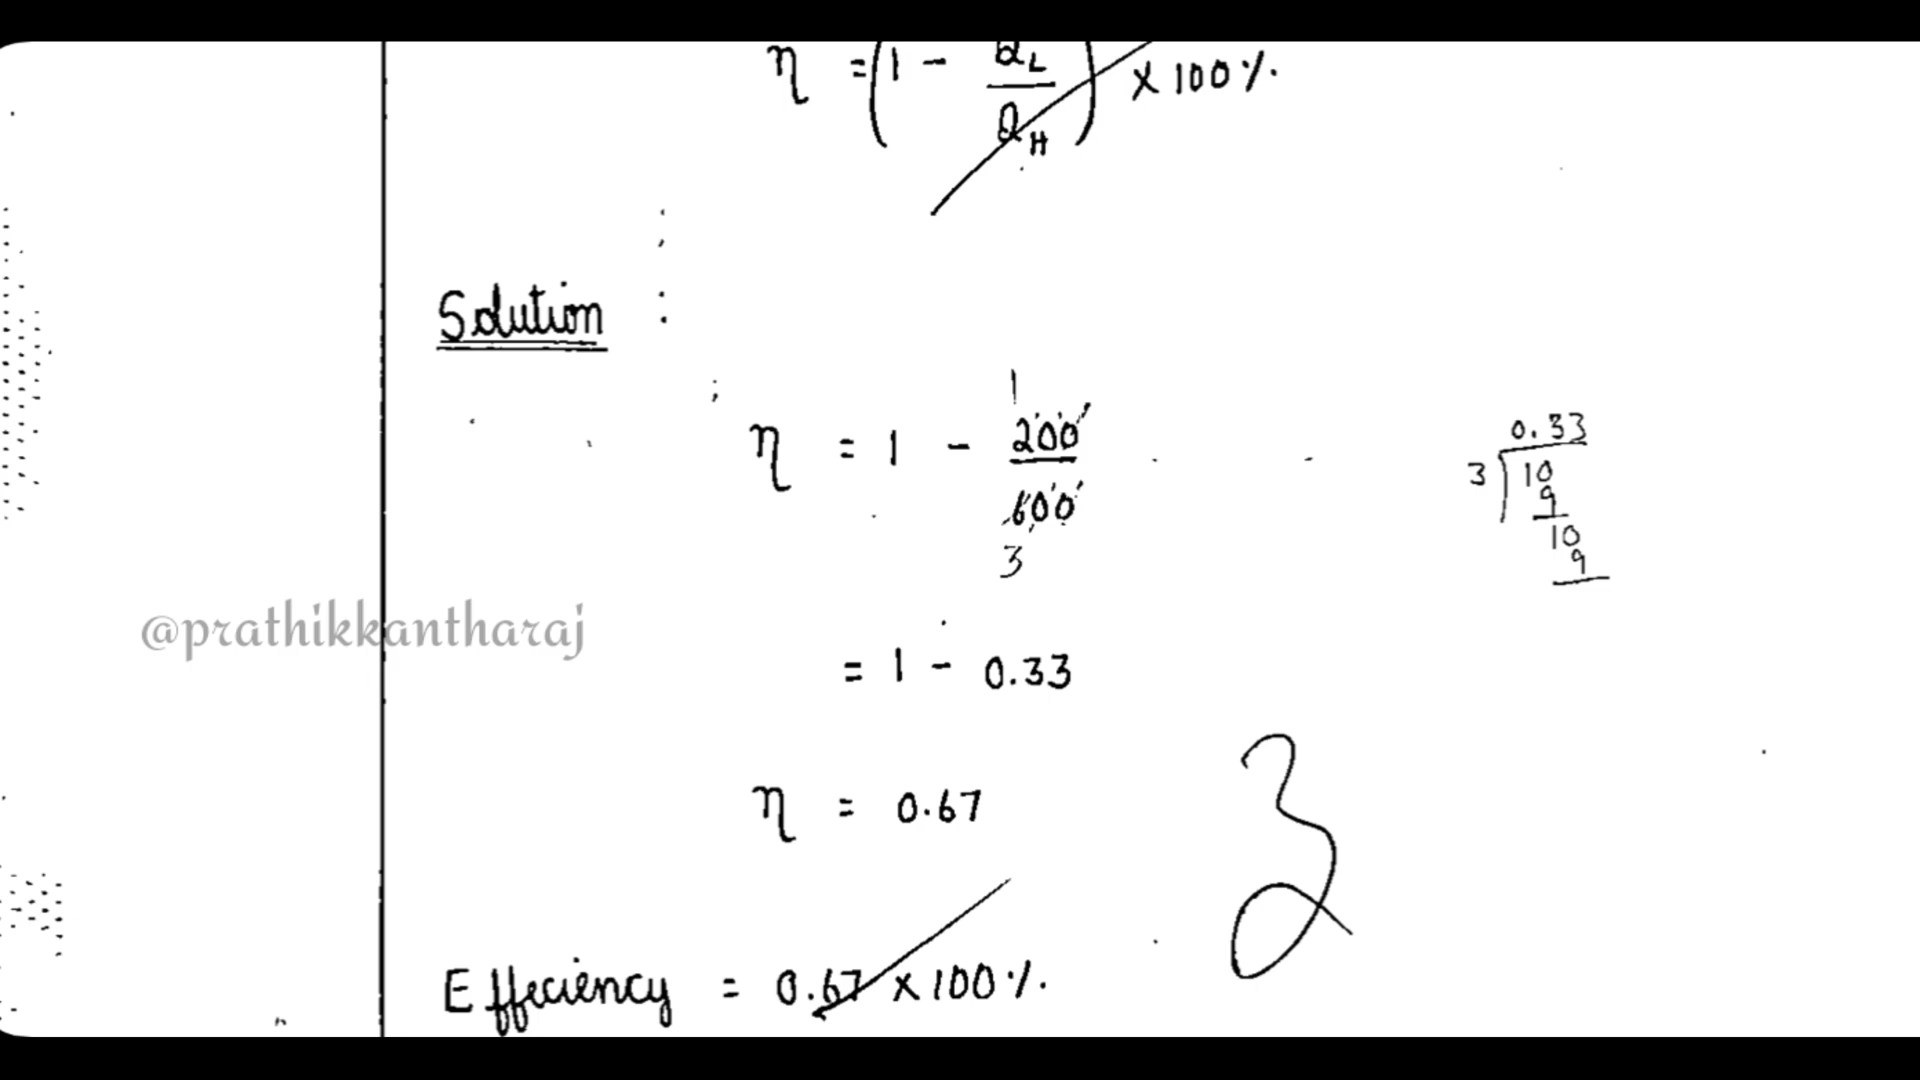 η = (1 - Q_L / Q_H) × 100%
Solution :
1
η = 1 - 200 / 600
3
0.33
3 10
9
10
9
@prathikkantharaj
= 1 - 0.33
η = 0.67
3
Effeciency = 0.67 × 100%